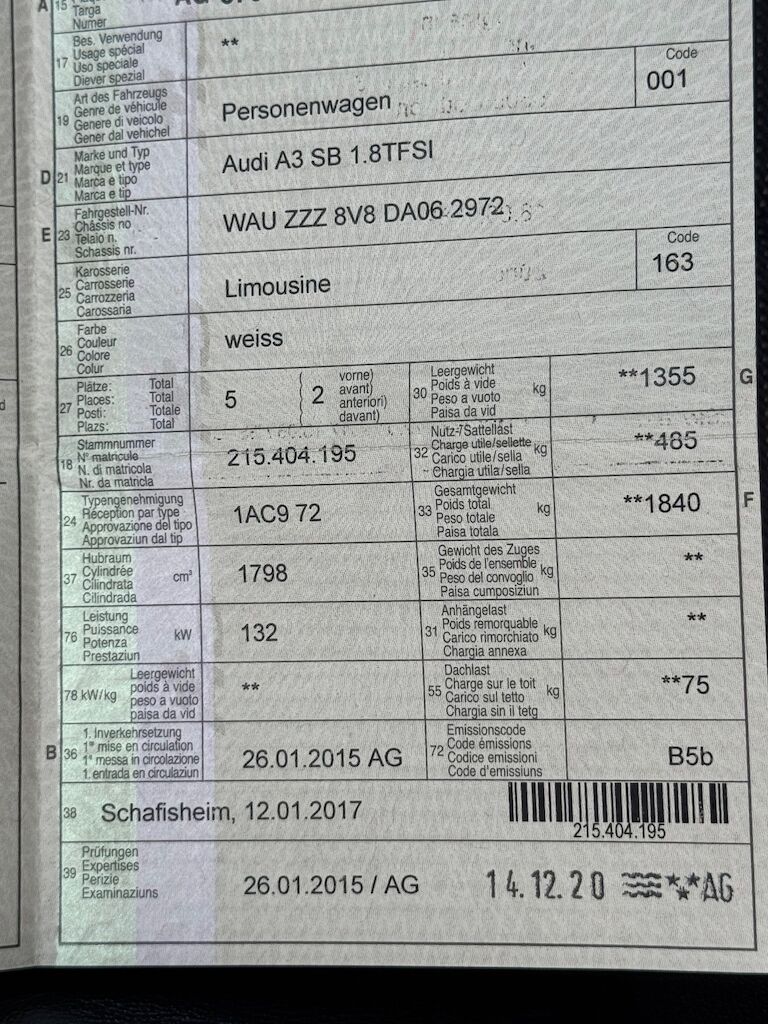 A 15
Targa
Numer
17 Bes. Verwendung
Usage spécial
Uso speciale
Diever spezial
**
19 Art des Fahrzeugs
Genre de véhicule
Genere di veicolo
Gener dal vehichel
Personenwagen
Code
001
D 21 Marke und Typ
Marque et type
Marca e tipo
Marca e tip
Audi A3 SB 1.8TFSI
E 23 Fahrgestell-Nr.
Châssis no
Telaio n.
Schassis nr.
WAU ZZZ 8V8 DA06 2972
25 Karosserie
Carrosserie
Carrozzeria
Carossaria
Limousine
Code
163
26 Farbe
Couleur
Colore
Colur
weiss
27 Plätze: Total
Places: Total
Posti: Totale
Plazs: Total
5
2
vorne)
avant)
anteriori)
davant)
30 Leergewicht
Poids à vide
Peso a vuoto
Paisa da vid
kg
**1355
G
18 Stammnummer
N° matricule
N. di matricola
Nr. da matricla
215.404.195
32 Nutz-/Sattellast
Charge utile/sellette
Carico utile/sella
Chargia utila/sella
kg
**485
24 Typengenehmigung
Réception par type
Approvazione del tipo
Approvaziun dal tip
1AC9 72
33 Gesamtgewicht
Poids total
Peso totale
Paisa totala
kg
**1840
F
37 Hubraum
Cylindrée
Cilindrata
Cilindrada
cm³
1798
35 Gewicht des Zuges
Poids de l'ensemble
Peso del convoglio
Paisa cumposiziun
kg
**
76 Leistung
Puissance
Potenza
Prestaziun
kW
132
31 Anhängelast
Poids remorquable
Carico rimorchiato
Chargia annexa
kg
**
78 kW/kg
Leergewicht
poids à vide
peso a vuoto
paisa da vid
**
55 Dachlast
Charge sur le toit
Carico sul tetto
Chargia sin il tetg
kg
**75
B 36 1. Inverkehrsetzung
1re mise en circulation
1a messa in circolazione
1. entrada en circulaziun
26.01.2015 AG
72 Emissionscode
Code émissions
Codice emissioni
Code d'emissiuns
B5b
38 Schafisheim, 12.01.2017
215.404.195
39 Prüfungen
Expertises
Perizie
Examinaziuns
26.01.2015 / AG
14.12.20 AG